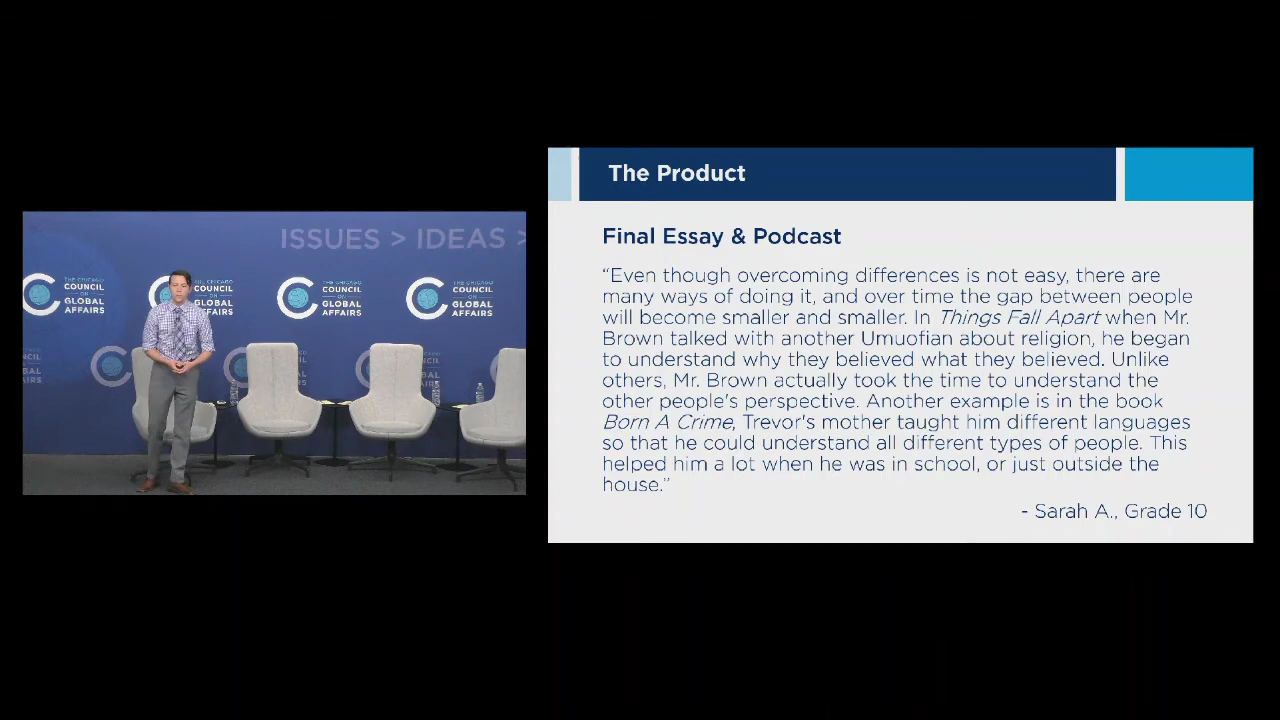 ISSUES > IDEAS >
THE CHICAGO
COUNCIL
ON
GLOBAL
AFFAIRS
COUNCIL
ON
GLOBAL
AFFAIRS
THE CHICAGO
COUNCIL
ON
GLOBAL
AFFAIRS
THE CHICAGO
COUNCIL
ON
GLOBAL
AFFAIRS
The Product
Final Essay & Podcast
“Even though overcoming differences is not easy, there are
many ways of doing it, and over time the gap between people
will become smaller and smaller. In Things Fall Apart when Mr.
Brown talked with another Umuofian about religion, he began
to understand why they believed what they believed. Unlike
others, Mr. Brown actually took the time to understand the
other people's perspective. Another example is in the book
Born A Crime, Trevor's mother taught him different languages
so that he could understand all different types of people. This
helped him a lot when he was in school, or just outside the
house.”
- Sarah A., Grade 10